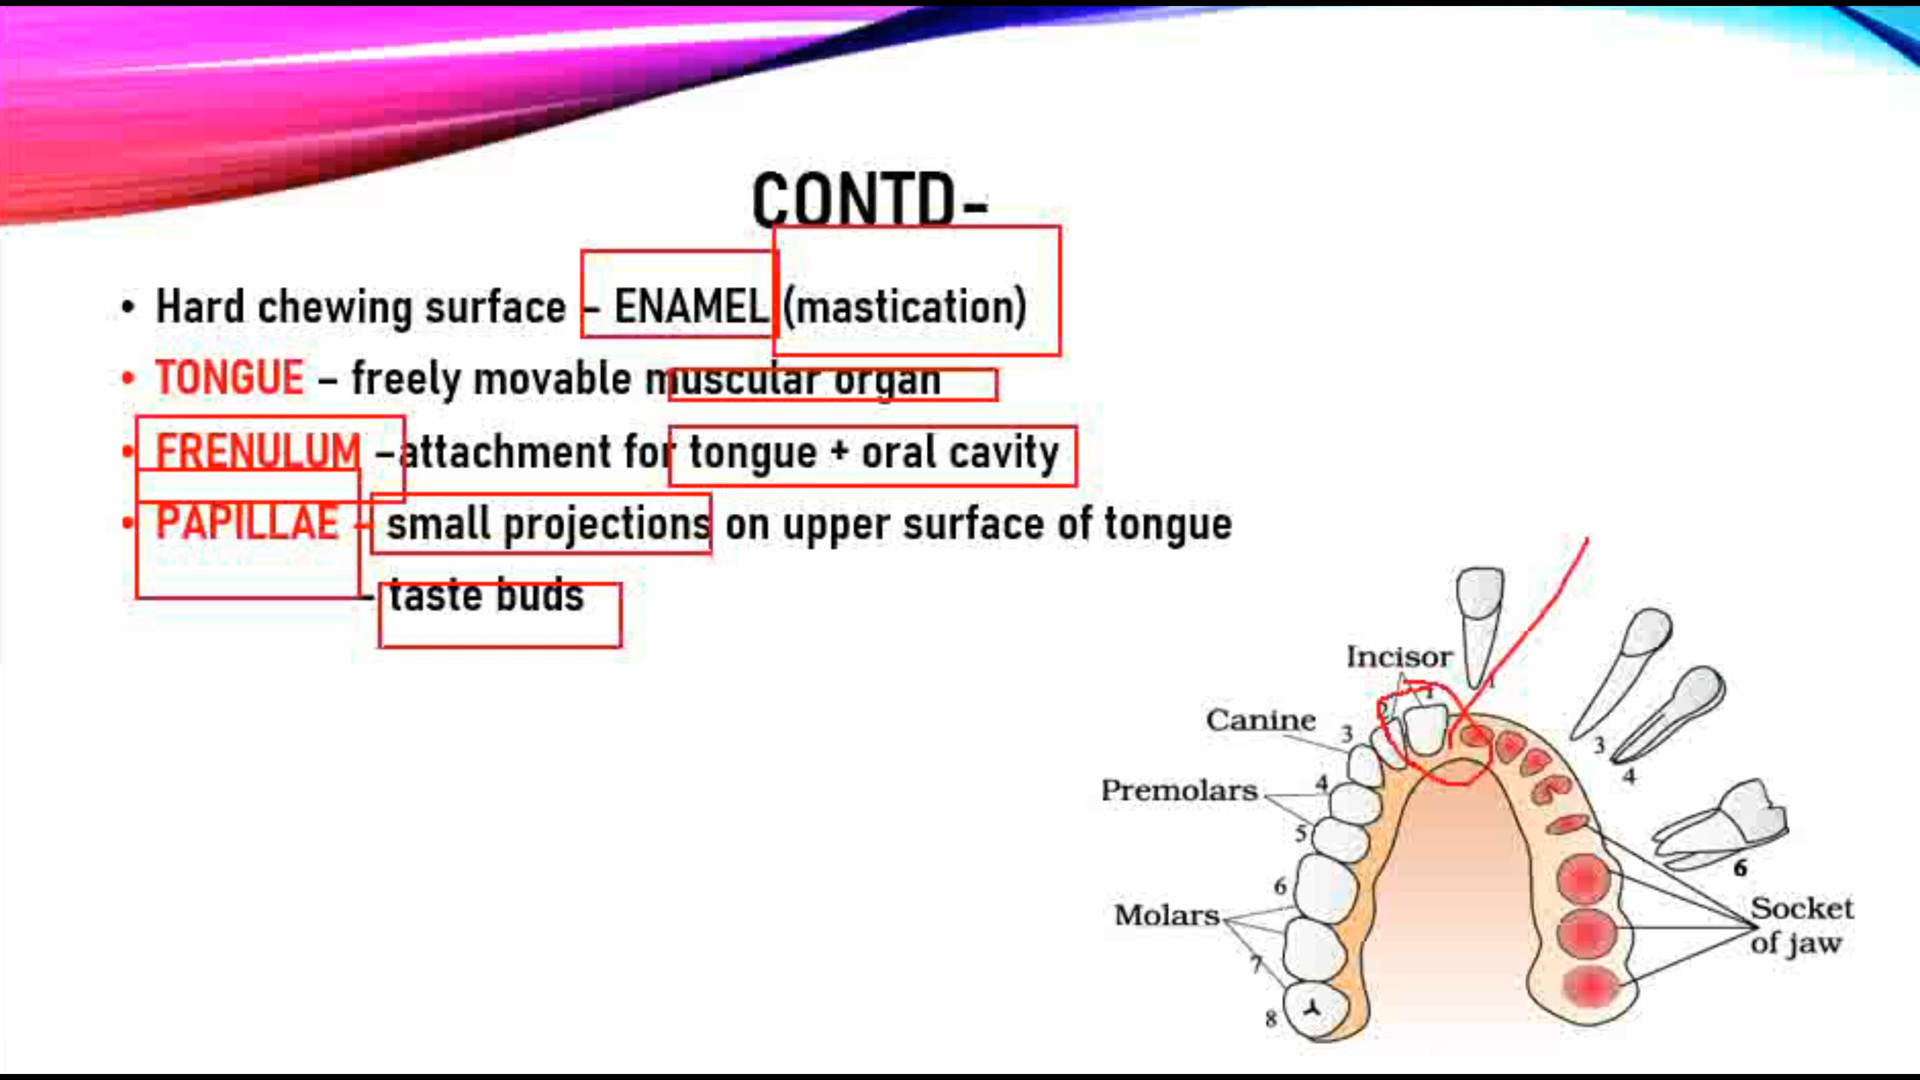 CONTD-
• Hard chewing surface – ENAMEL (mastication)
• TONGUE – freely movable muscular organ
• FRENULUM –attachment for tongue + oral cavity
• PAPILLAE – small projections on upper surface of tongue
– taste buds
Incisor
1
1
2
Canine
3
3
4
Premolars
4
5
6
6
Molars
7
8
Socket
of jaw